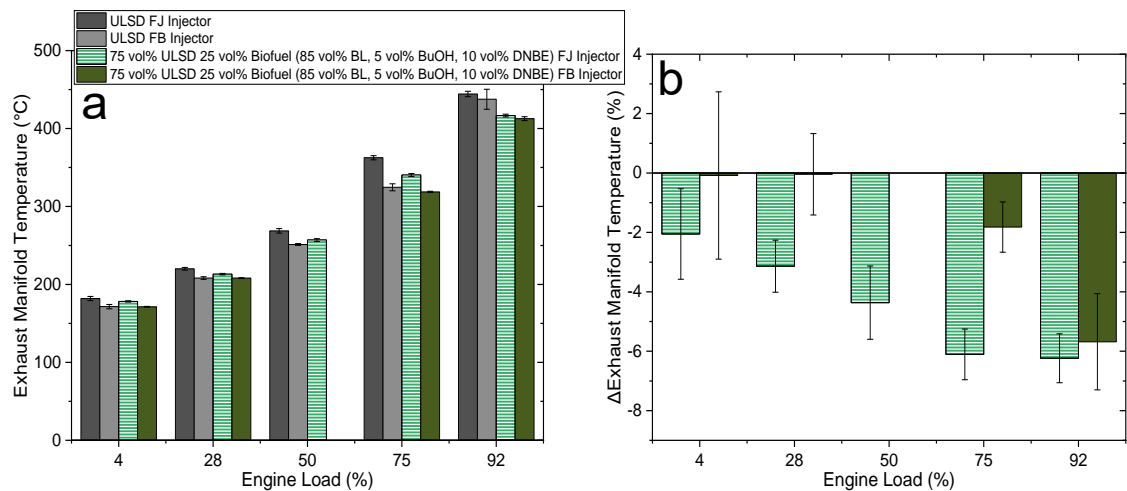 ULSD FJ Injector
ULSD FB Injector
75 vol% ULSD 25 vol% Biofuel (85 vol% BL, 5 vol% BuOH, 10 vol% DNBE) FJ Injector
75 vol% ULSD 25 vol% Biofuel (85 vol% BL, 5 vol% BuOH, 10 vol% DNBE) FB Injector
a
Exhaust Manifold Temperature (°C)
500
400
300
200
100
0
4 28 50 75 92
Engine Load (%)
b
ΔExhaust Manifold Temperature (%)
4
2
0
-2
-4
-6
-8
4 28 50 75 92
Engine Load (%)